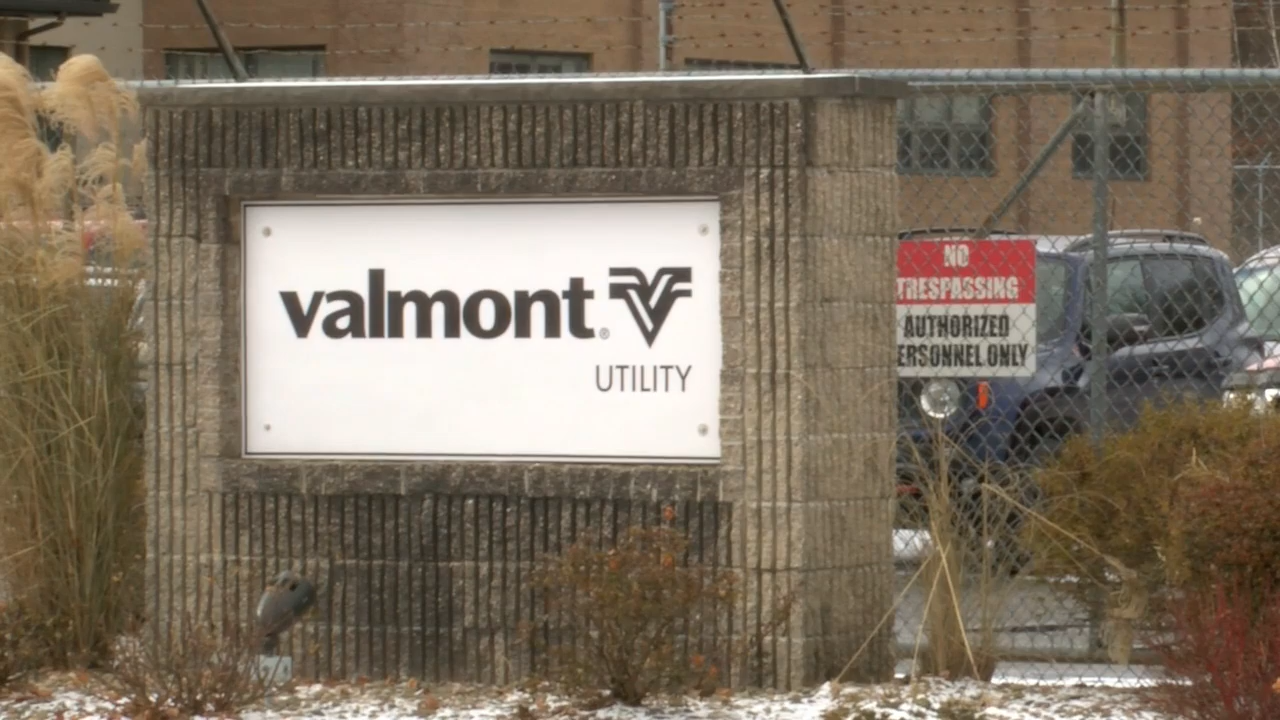 valmont®
UTILITY
NO
TRESPASSING
AUTHORIZED
ERSONNEL ONLY